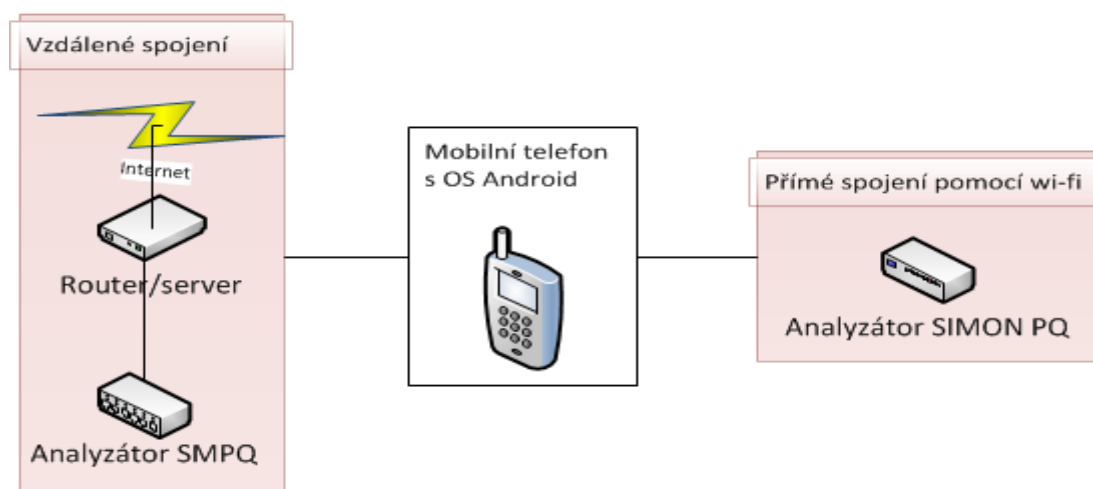 Vzdálené spojení
Internet
Router/server
Analyzátor SMPQ
Mobilní telefon
s OS Android
Přímé spojení pomocí wi-fi
Analyzátor SIMON PQ